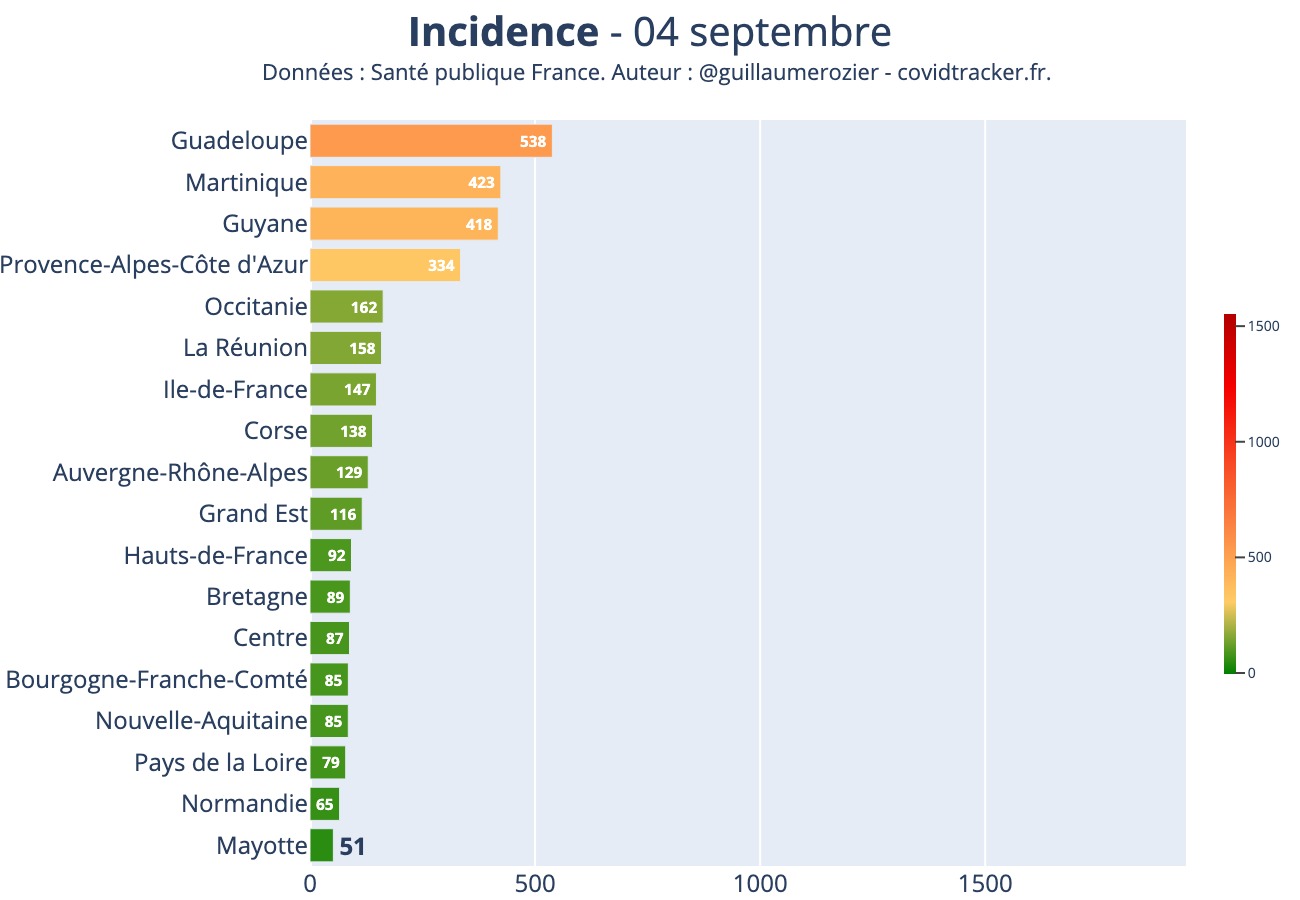 Incidence - 04 septembre
Données : Santé publique France. Auteur : @guillaumerozier - covidtracker.fr.
Guadeloupe 538
Martinique 423
Guyane 418
Provence-Alpes-Côte d'Azur 334
Occitanie 162
La Réunion 158
Ile-de-France 147
Corse 138
Auvergne-Rhône-Alpes 129
Grand Est 116
Hauts-de-France 92
Bretagne 89
Centre 87
Bourgogne-Franche-Comté 85
Nouvelle-Aquitaine 85
Pays de la Loire 79
Normandie 65
Mayotte 51
0 500 1000 1500
1500
1000
500
0